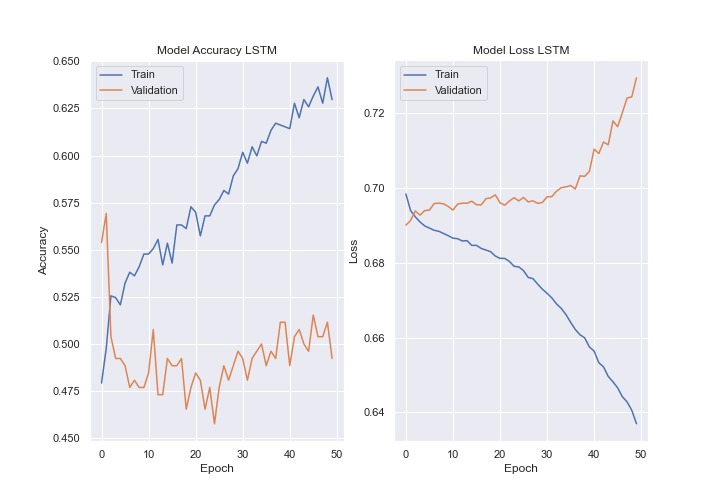 Model Accuracy LSTM
Train
Validation
0.650
0.625
0.600
0.575
0.550
0.525
0.500
0.475
0.450
Accuracy
0 10 20 30 40 50
Epoch
Model Loss LSTM
Train
Validation
0.72
0.70
0.68
0.66
0.64
Loss
0 10 20 30 40 50
Epoch